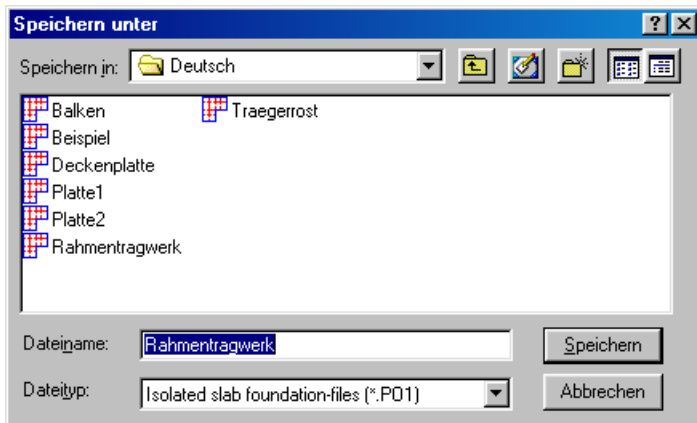 Speichern unter
Speichern in: Deutsch
Balken Traegerrost
Beispiel
Deckenplatte
Platte1
Platte2
Rahmentragwerk
Dateiname: Rahmentragwerk Speichern
Dateityp: Isolated slab foundation-files (*.PO1) Abbrechen